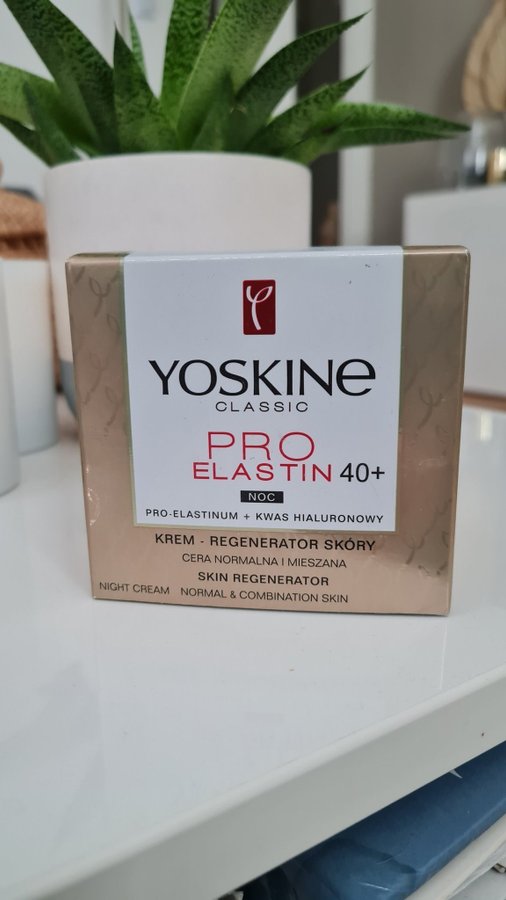 YOSKINe
CLASSIC
PRO
ELASTIN 40+
NOC
PRO-ELASTINUM + KWAS HIALURONOWY
KREM - REGENERATOR SKÓRY
CERA NORMALNA I MIESZANA
SKIN REGENERATOR
NIGHT CREAM NORMAL & COMBINATION SKIN